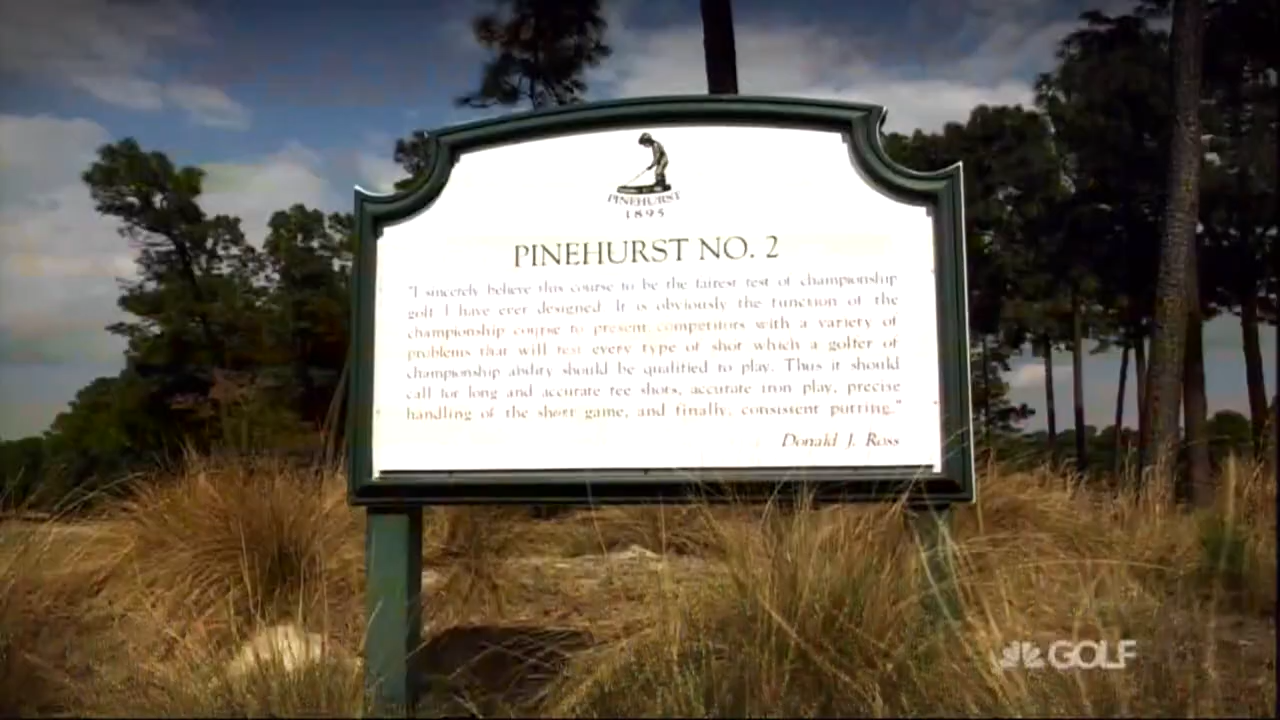 PINEHURST
1895
PINEHURST NO. 2
"I sincerely believe this course to be the fairest test of championship
golf I have ever designed. It is obviously the function of the
championship course to present competitors with a variety of
problems that will test every type of shot which a golfer of
championship ability should be qualified to play. Thus it should
call for long and accurate tee shots, accurate iron play, precise
handling of the short game, and finally, consistent putting."
Donald J. Ross
GOLF